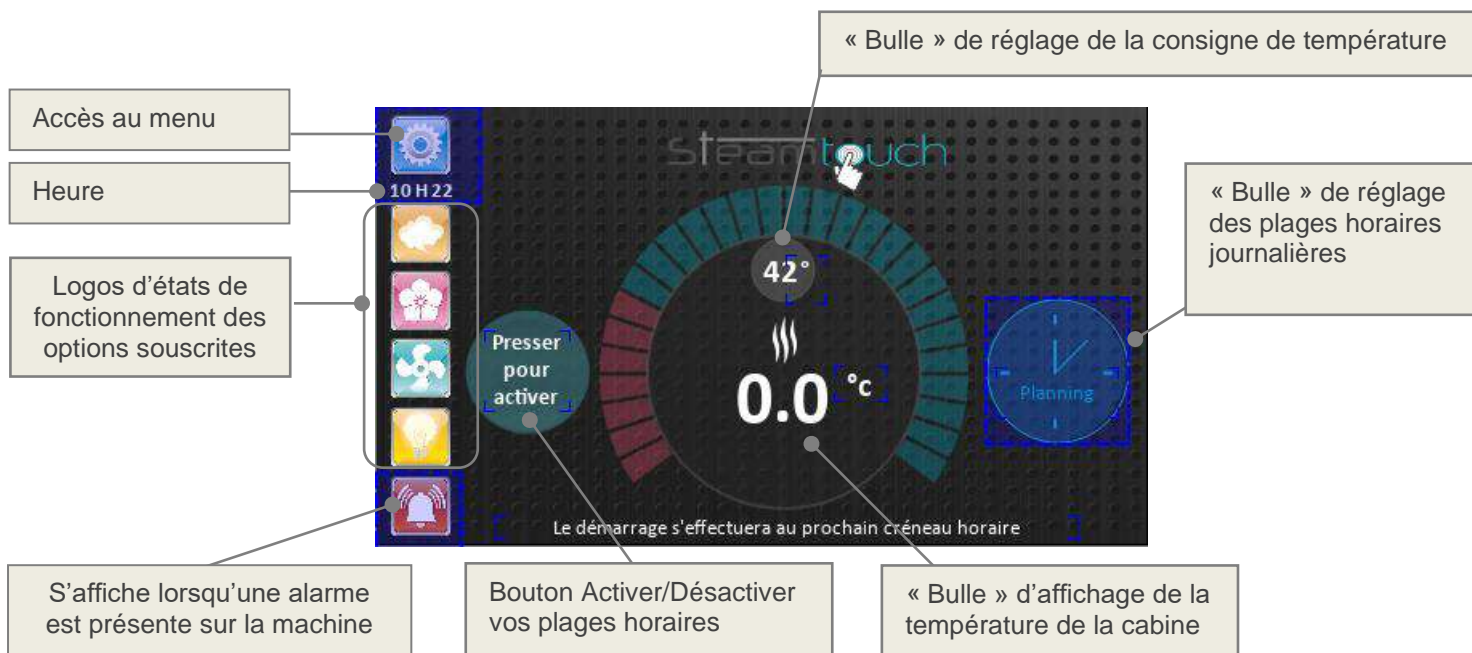 « Bulle » de réglage de la consigne de température
Accès au menu
Heure
Logos d’états de
fonctionnement des
options souscrites
10 H 22
steamtouch
42°
Presser
pour
activer
0.0 °c
Planning
Le démarrage s'effectuera au prochain créneau horaire
« Bulle » de réglage
des plages horaires
journalières
S’affiche lorsqu’une alarme
est présente sur la machine
Bouton Activer/Désactiver
vos plages horaires
« Bulle » d’affichage de la
température de la cabine